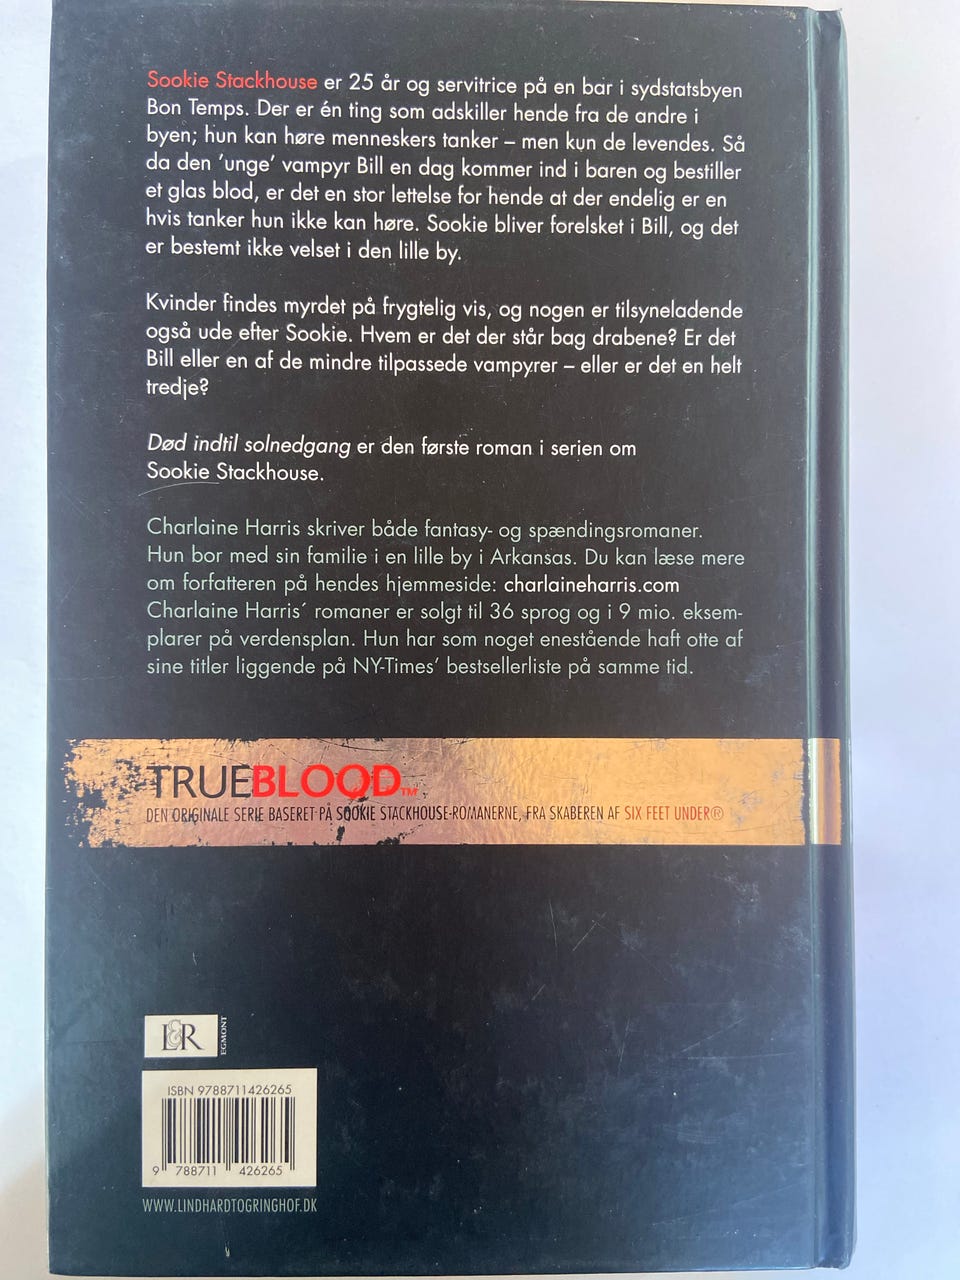 Sookie Stackhouse er 25 år og servitrice på en bar i sydstatsbyen
Bon Temps. Der er én ting som adskiller hende fra de andre i
byen; hun kan høre menneskers tanker – men kun de levendes. Så
da den ’unge’ vampyr Bill en dag kommer ind i baren og bestiller
et glas blod, er det en stor lettelse for hende at der endelig er en
hvis tanker hun ikke kan høre. Sookie bliver forelsket i Bill, og det
er bestemt ikke velset i den lille by.
Kvinder findes myrdet på frygtelig vis, og nogen er tilsyneladende
også ude efter Sookie. Hvem er det der står bag drabene? Er det
Bill eller en af de mindre tilpassede vampyrer – eller er det en helt
tredje?
Død indtil solnedgang er den første roman i serien om
Sookie Stackhouse.
Charlaine Harris skriver både fantasy- og spændingsromaner.
Hun bor med sin familie i en lille by i Arkansas. Du kan læse mere
om forfatteren på hendes hjemmeside: charlaineharris.com
Charlaine Harris´ romaner er solgt til 36 sprog og i 9 mio. eksem-
plarer på verdensplan. Hun har som noget enestående haft otte af
sine titler liggende på NY-Times’ bestsellerliste på samme tid.
TRUEBLOOD™
DEN ORIGINALE SERIE BASERET PÅ SOOKIE STACKHOUSE-ROMANERNE, FRA SKABEREN AF SIX FEET UNDER®
L&R
EGMONT
ISBN 9788711426265
9 788711 426265
WWW.LINDHARDTOGRINGHOF.DK